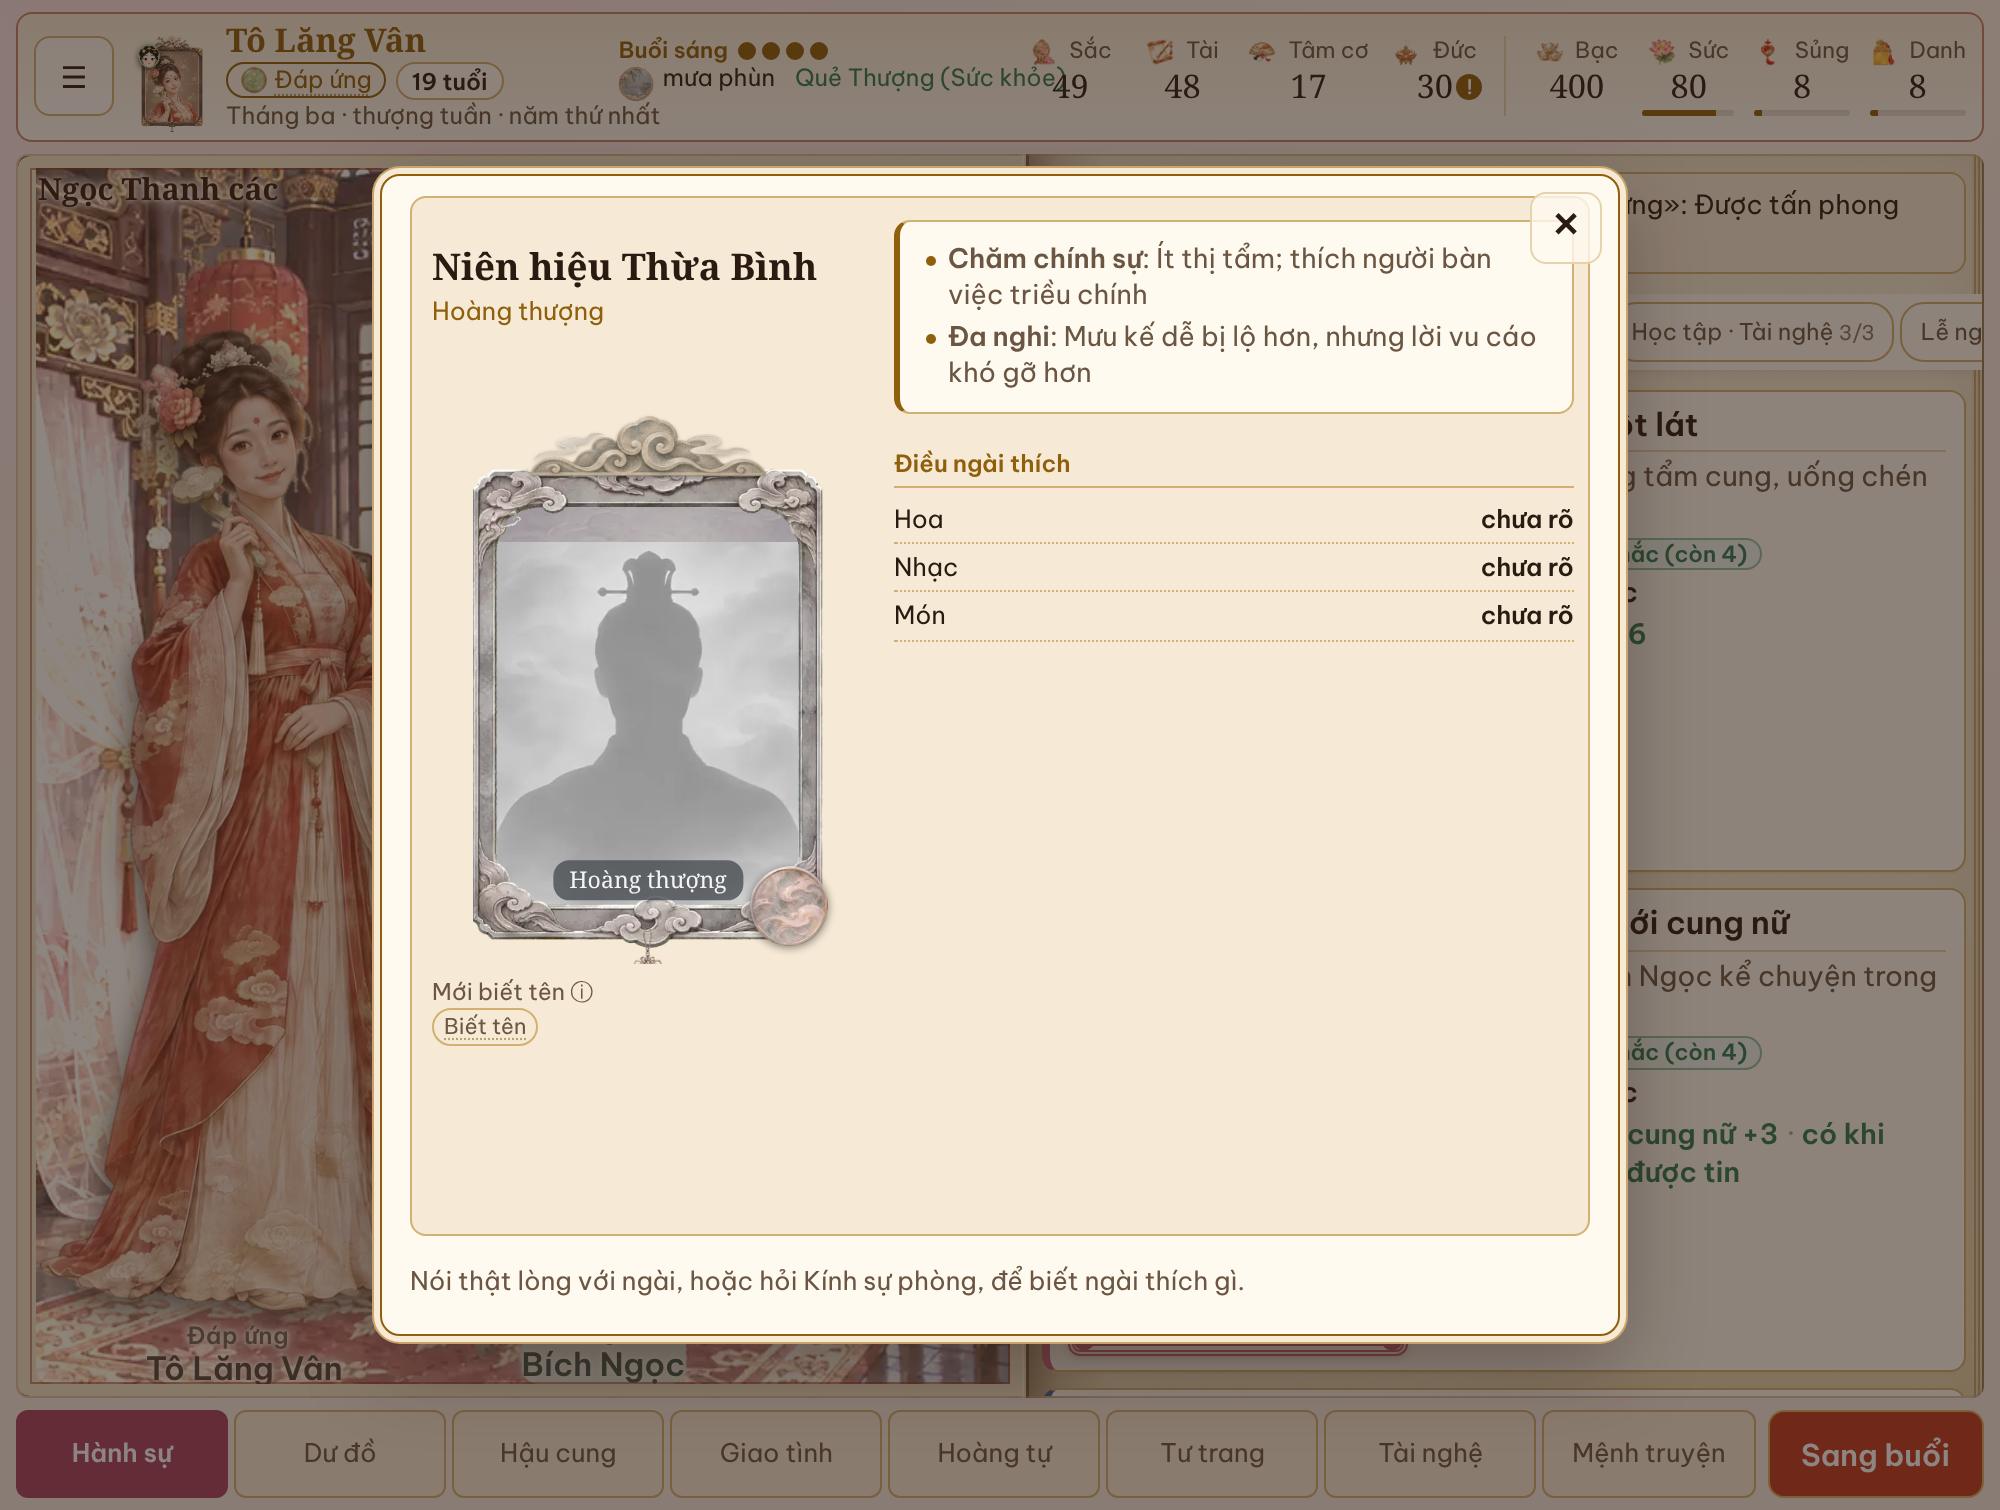 Tô Lăng Vân
Đáp ứng
19 tuổi
Tháng ba · thượng tuần · năm thứ nhất
Buổi sáng
mưa phùn Quẻ Thượng (Sức khỏe)
Sắc
49
Tài
48
Tâm cơ
17
Đức
30 !
Bạc
400
Sức
80
Sủng
8
Danh
8
Ngọc Thanh các
Niên hiệu Thừa Bình
Hoàng thượng
Hoàng thượng
Mới biết tên ⓘ
Biết tên
• Chăm chính sự: Ít thị tẩm; thích người bàn
việc triều chính
• Đa nghi: Mưu kế dễ bị lộ hơn, nhưng lời vu cáo
khó gỡ hơn
Điều ngài thích
Hoa chưa rõ
Nhạc chưa rõ
Món chưa rõ
Nói thật lòng với ngài, hoặc hỏi Kính sự phòng, để biết ngài thích gì.
Được tấn phong
Học tập · Tài nghệ 3/3
Lễ
lát
tẩm cung, uống chén
(còn 4)
6
cung nữ
Ngọc kể chuyện trong
(còn 4)
cung nữ +3 · có khi
được tin
Đáp ứng
Tô Lăng Vân
Bích Ngọc
Hành sự
Dư đồ
Hậu cung
Giao tình
Hoàng tự
Tư trang
Tài nghệ
Mệnh truyện
Sang buổi